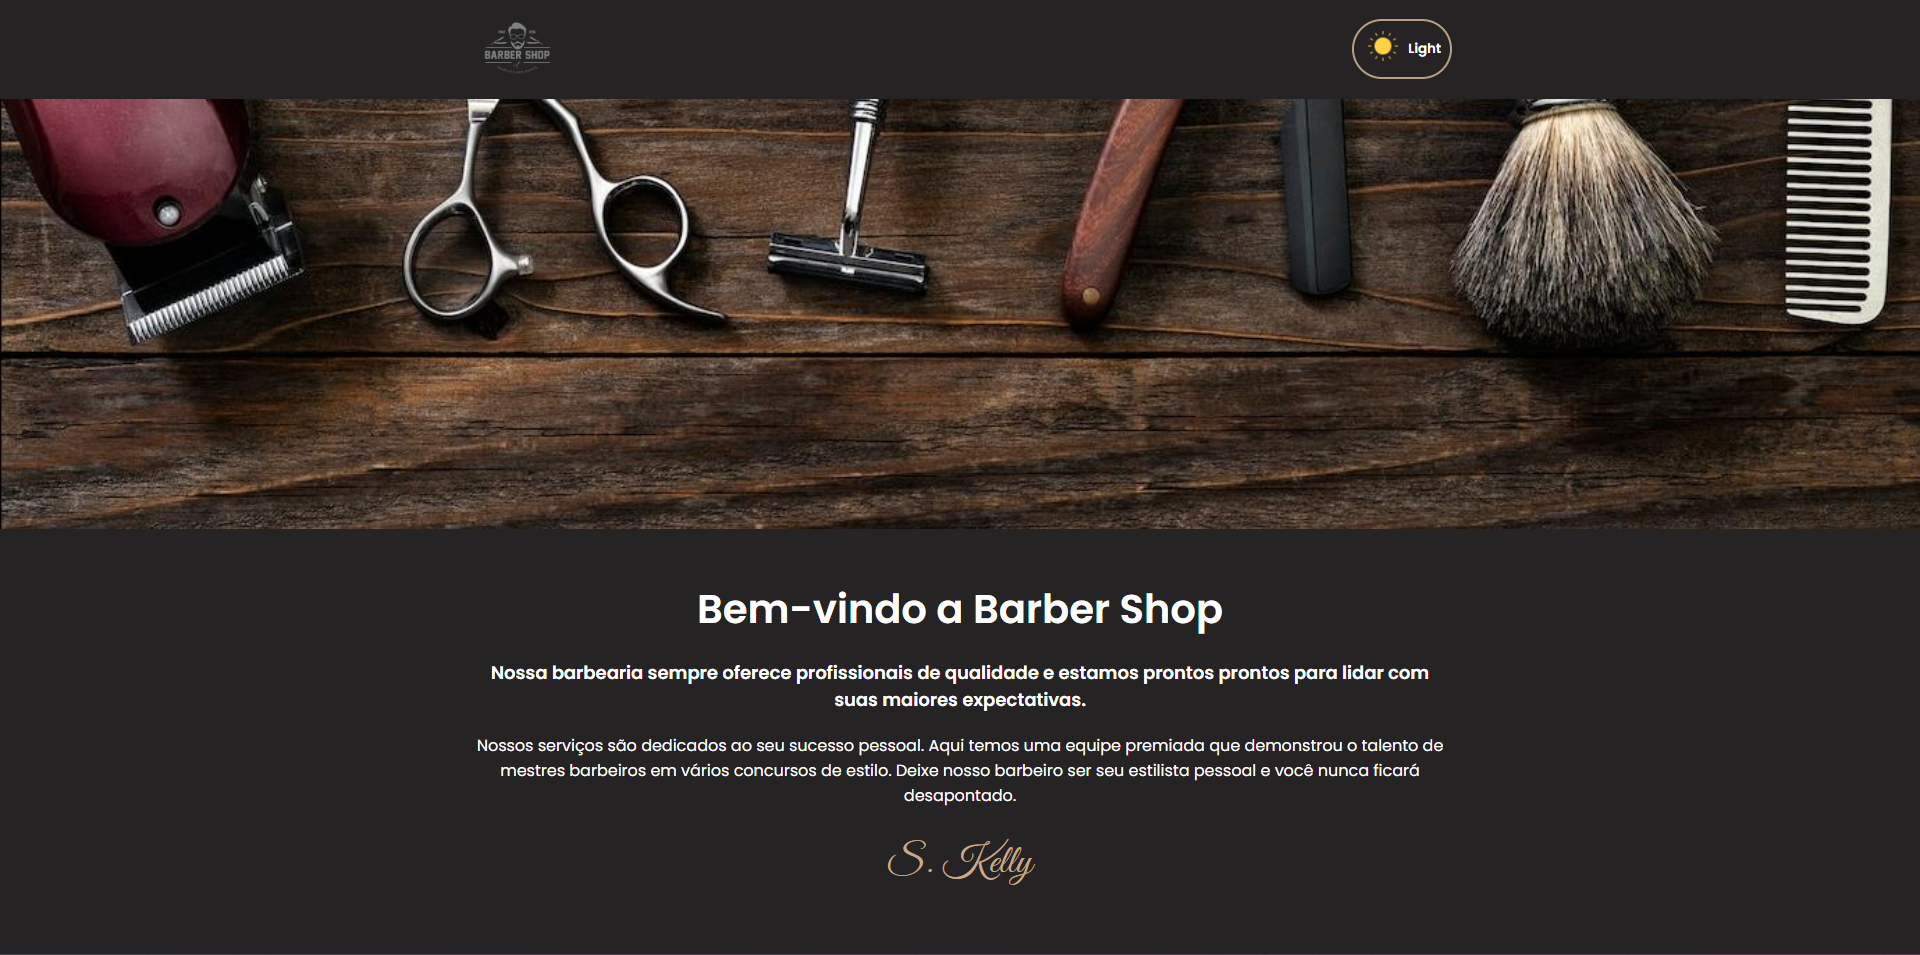 BARBER SHOP
Light
Bem-vindo a Barber Shop
Nossa barbearia sempre oferece profissionais de qualidade e estamos prontos prontos para lidar com
suas maiores expectativas.
Nossos serviços são dedicados ao seu sucesso pessoal. Aqui temos uma equipe premiada que demonstrou o talento de
mestres barbeiros em vários concursos de estilo. Deixe nosso barbeiro ser seu estilista pessoal e você nunca ficará
desapontado.
S. Kelly